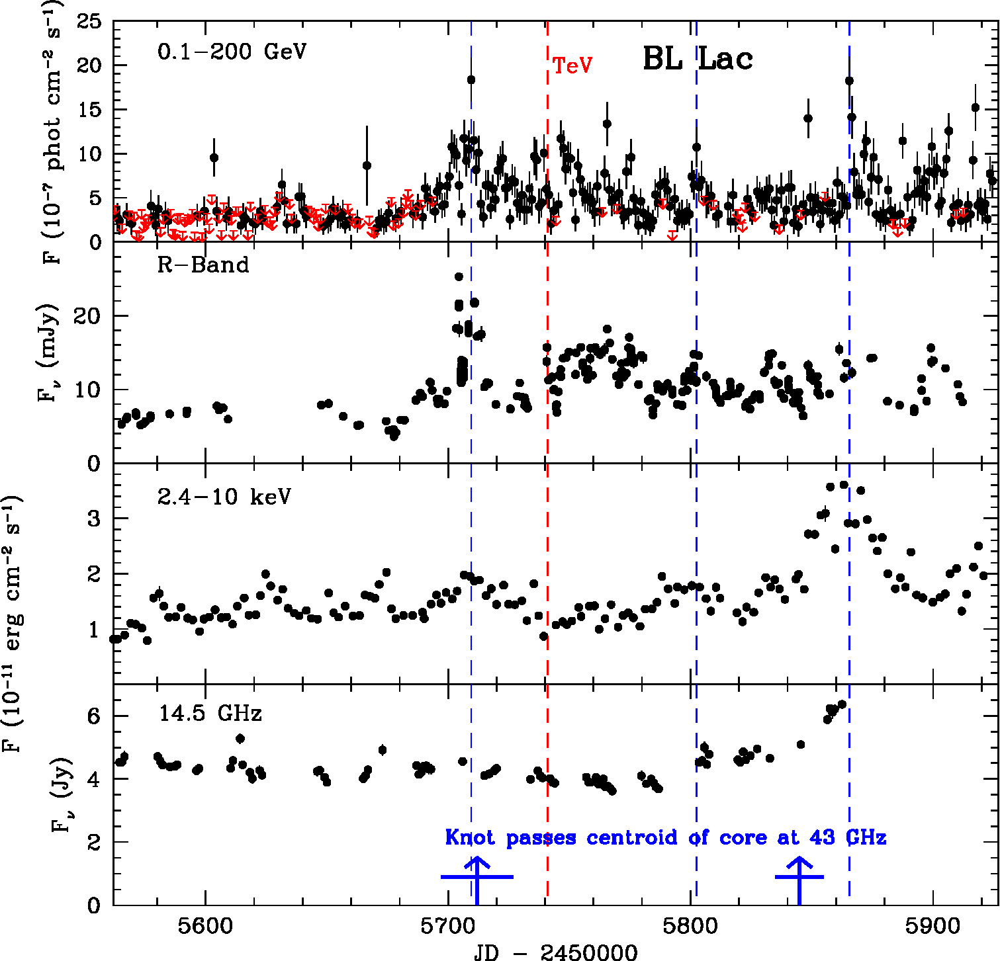 25
20
15
10
5
0
F (10⁻⁷ phot cm⁻² s⁻¹)
0.1−200 GeV
TeV
BL Lac
20
10
0
Fᵥ (mJy)
R−Band
3
2
1
F (10⁻¹¹ erg cm⁻² s⁻¹)
2.4−10 keV
6
4
2
0
Fᵥ (Jy)
14.5 GHz
Knot passes centroid of core at 43 GHz
5600 5700 5800 5900
JD − 2450000